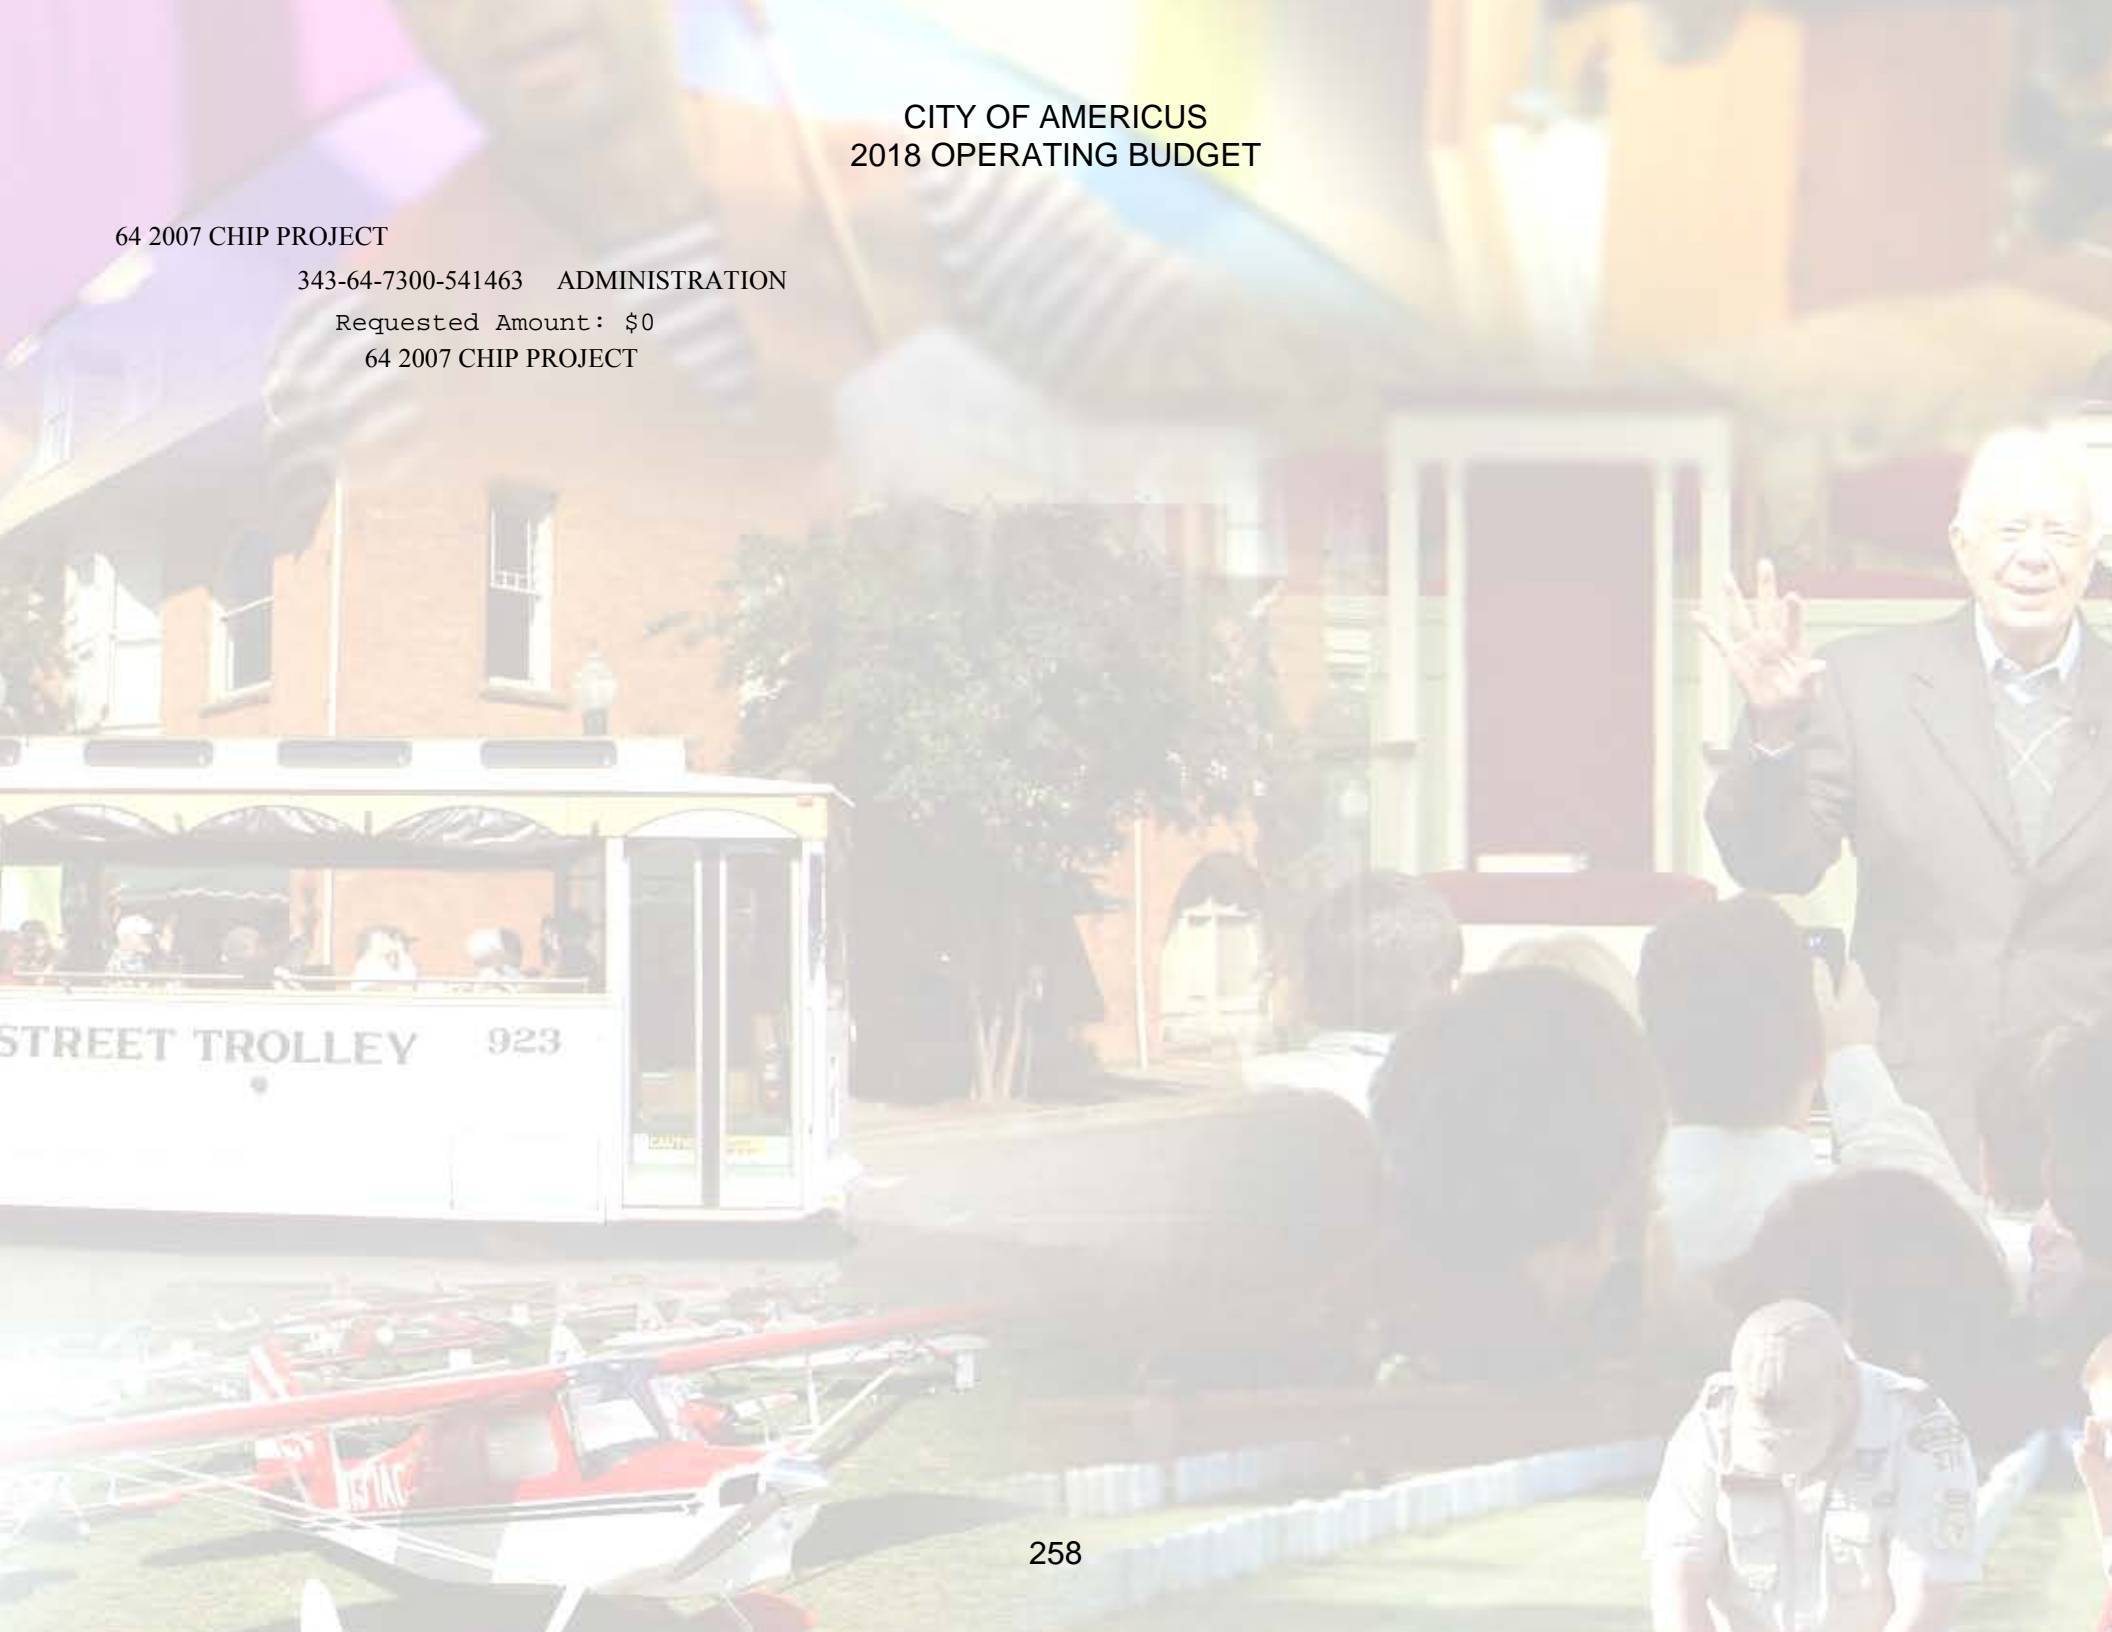 CITY OF AMERICUS
2018 OPERATING BUDGET
64 2007 CHIP PROJECT
343-64-7300-541463 ADMINISTRATION
Requested Amount: $0
64 2007 CHIP PROJECT
STREET TROLLEY 923
258